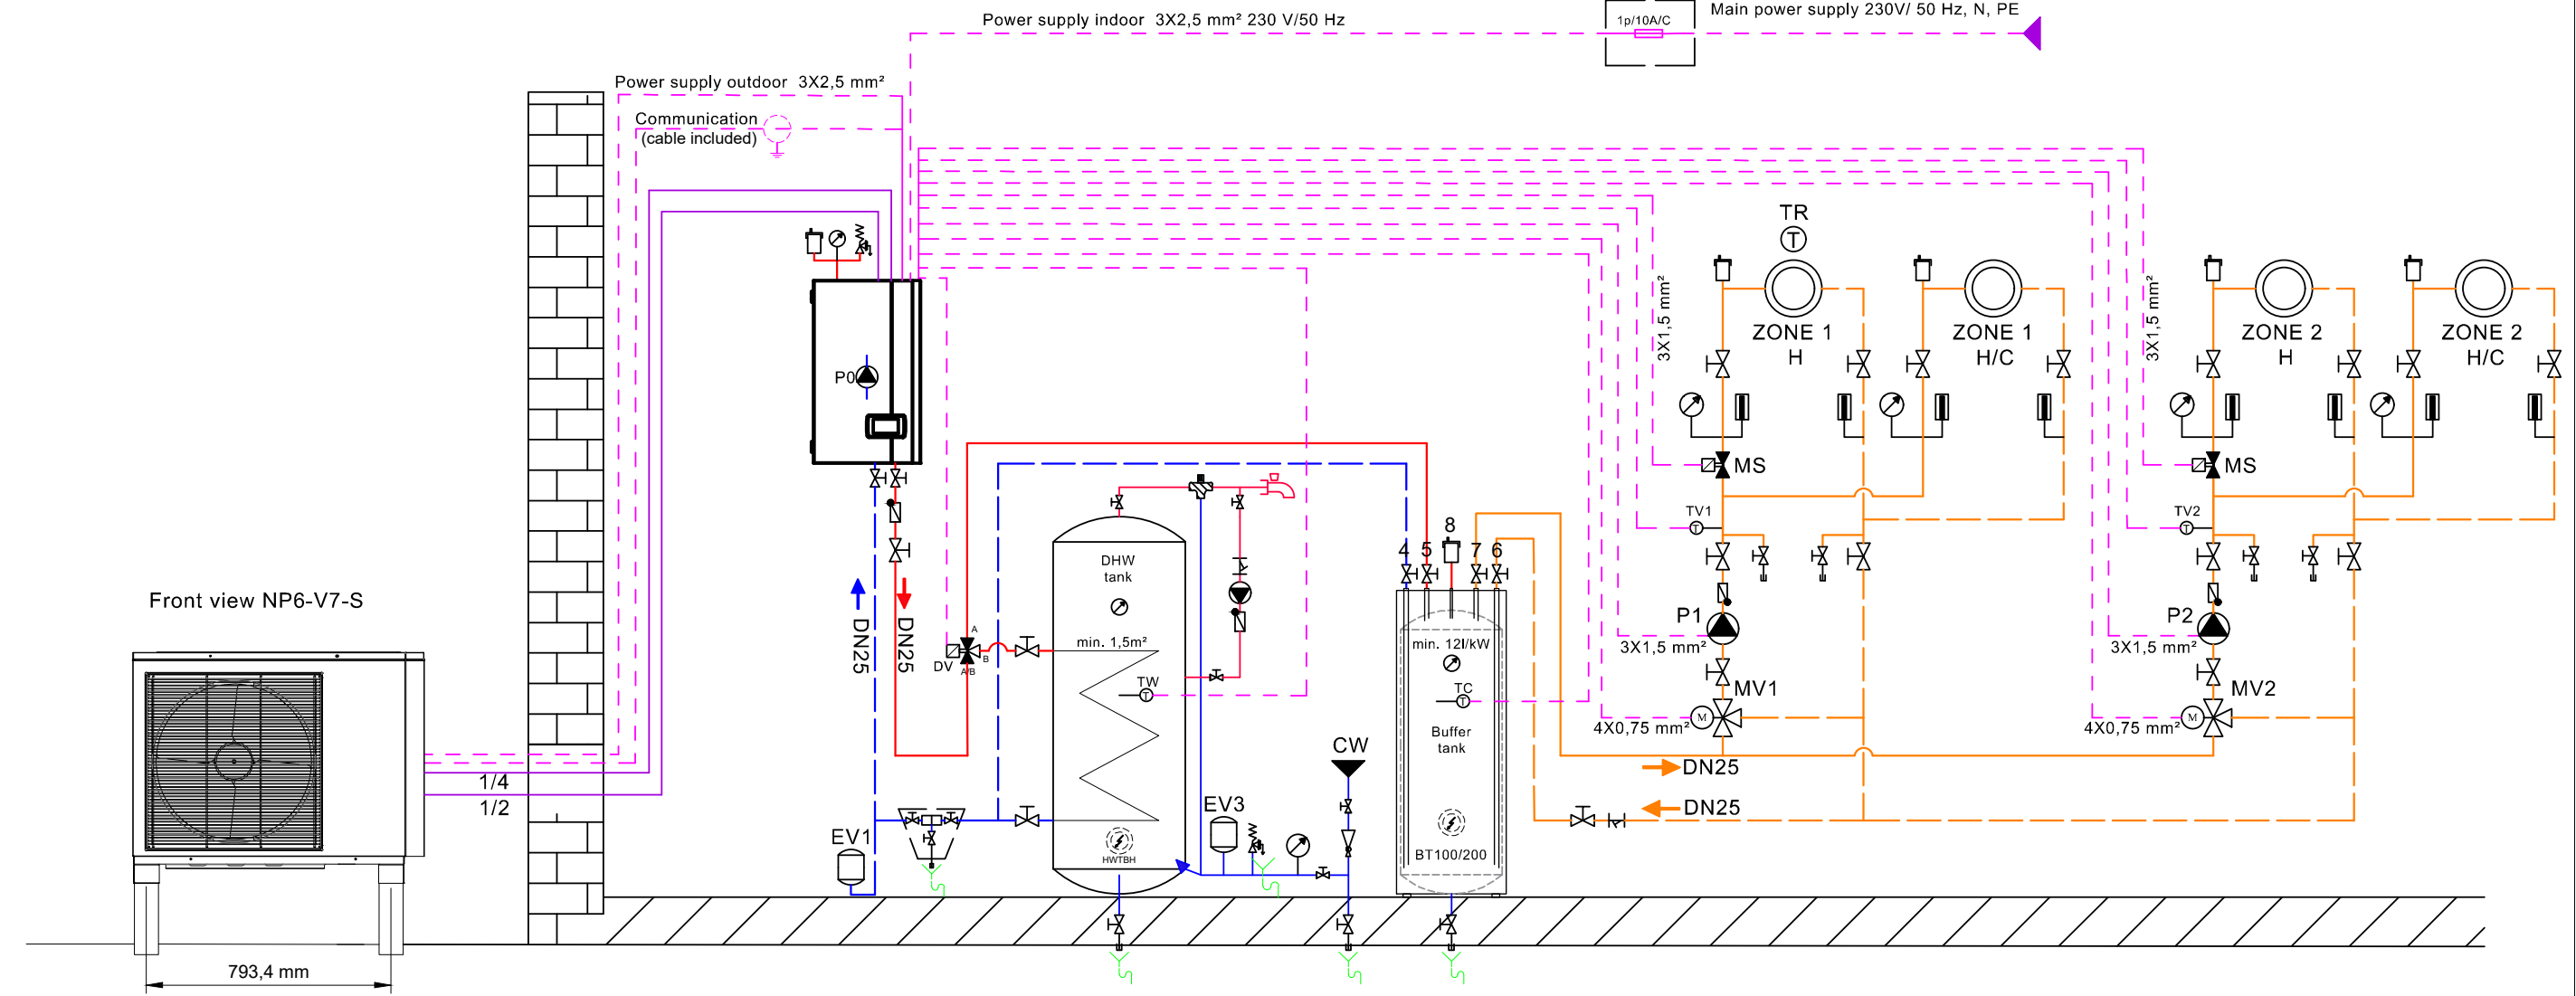 Power supply indoor  3X2,5 mm² 230 V/50 Hz
1p/10A/C
Main power supply 230V/ 50 Hz, N, PE
Power supply outdoor  3X2,5 mm²
Communication
(cable included)
TR
T
3X1,5 mm²
3X1,5 mm²
ZONE 1
H
ZONE 1
H/C
ZONE 2
H
ZONE 2
H/C
P0
MS
MS
TV1
T
TV2
T
8
4
5
7
6
DHW
tank
Front view NP6-V7-S
DN25
DN25
P1
P2
3X1,5 mm²
3X1,5 mm²
A
B
A/B
DV
min. 1,5m²
min. 12l/kW
TW
T
TC
T
MV1
M
MV2
M
4X0,75 mm²
4X0,75 mm²
Buffer
tank
CW
DN25
DN25
1/4
1/2
EV3
EV1
HWTBH
BT100/200
793,4 mm